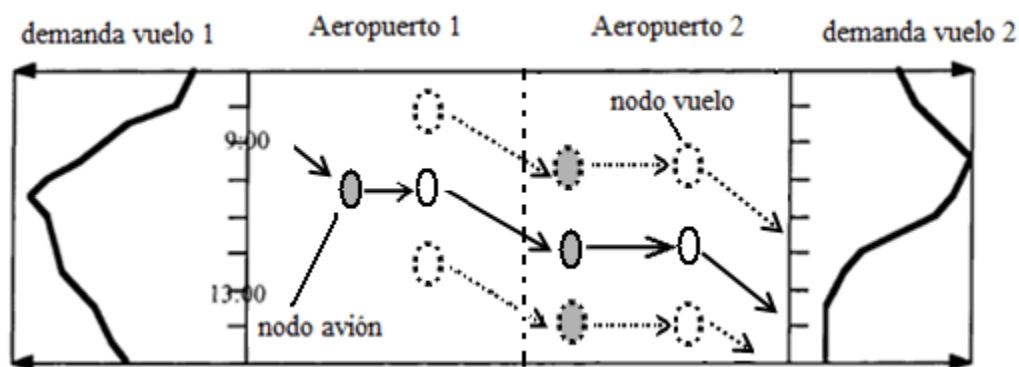 demanda vuelo 1
Aeropuerto 1
Aeropuerto 2
demanda vuelo 2
nodo vuelo
9:00
13:00
nodo avión